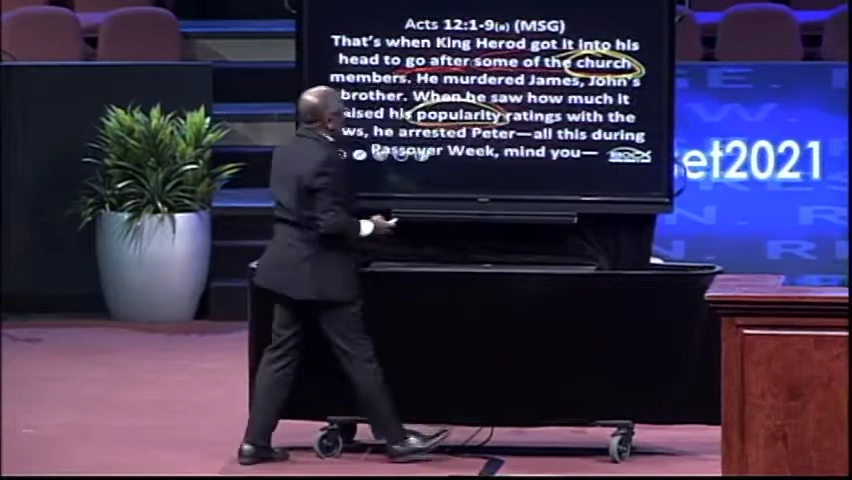 Acts 12:1-9(a) (MSG)
That's when King Herod got it into his
head to go after some of the church
members. He murdered James, John's
brother. When he saw how much it
raised his popularity ratings with the
ws, he arrested Peter—all this during
Passover Week, mind you—
et2021